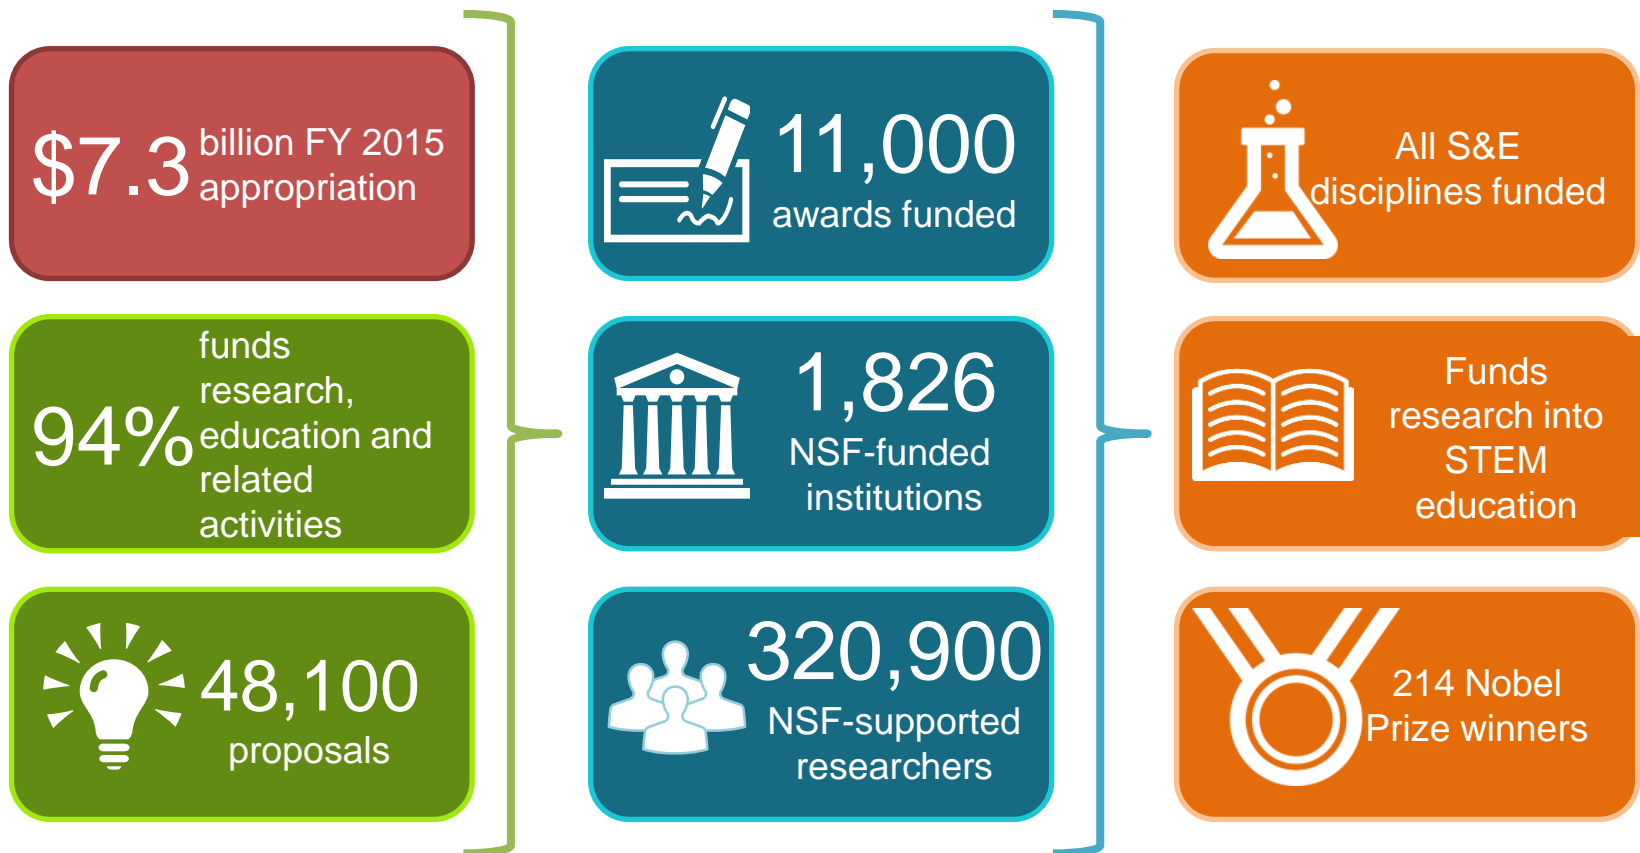 $7.3 billion FY 2015
appropriation
94%
funds
research,
education and
related
activities
48,100
proposals
11,000
awards funded
1,826
NSF-funded
institutions
320,900
NSF-supported
researchers
All S&E
disciplines funded
Funds
research into
STEM
education
214 Nobel
Prize winners